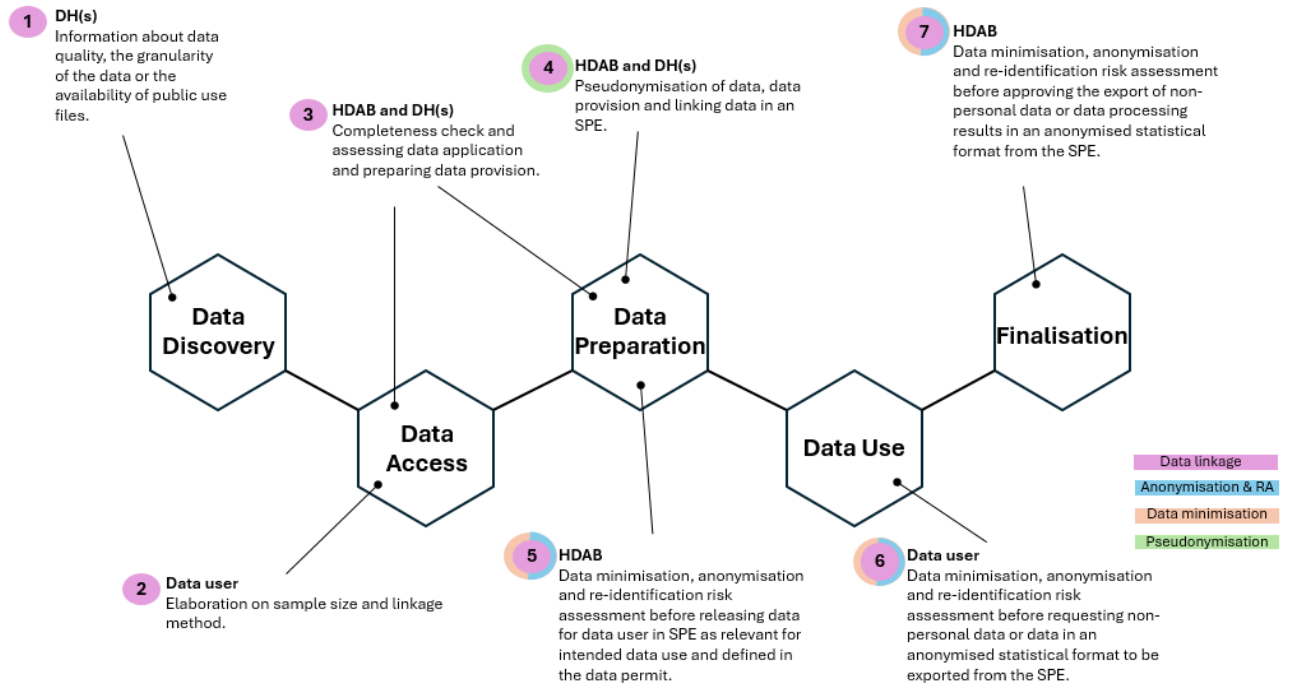 1
DH(s)
Information about data
quality, the granularity
of the data or the
availability of public use
files.
3
HDAB and DH(s)
Completeness check and
assessing data application
and preparing data provision.
4
HDAB and DH(s)
Pseudonymisation of data, data
provision and linking data in an
SPE.
7
HDAB
Data minimisation, anonymisation
and re-identification risk assessment
before approving the export of non-
personal data or data processing
results in an anonymised statistical
format from the SPE.
Data
Discovery
Data
Access
Data
Preparation
Data Use
Finalisation
Data linkage
Anonymisation & RA
Data minimisation
Pseudonymisation
2
Data user
Elaboration on sample size and linkage
method.
5
HDAB
Data minimisation, anonymisation
and re-identification risk
assessment before releasing data
for data user in SPE as relevant for
intended data use and defined in
the data permit.
6
Data user
Data minimisation, anonymisation
and re-identification risk
assessment before requesting non-
personal data or data in an
anonymised statistical format to be
exported from the SPE.